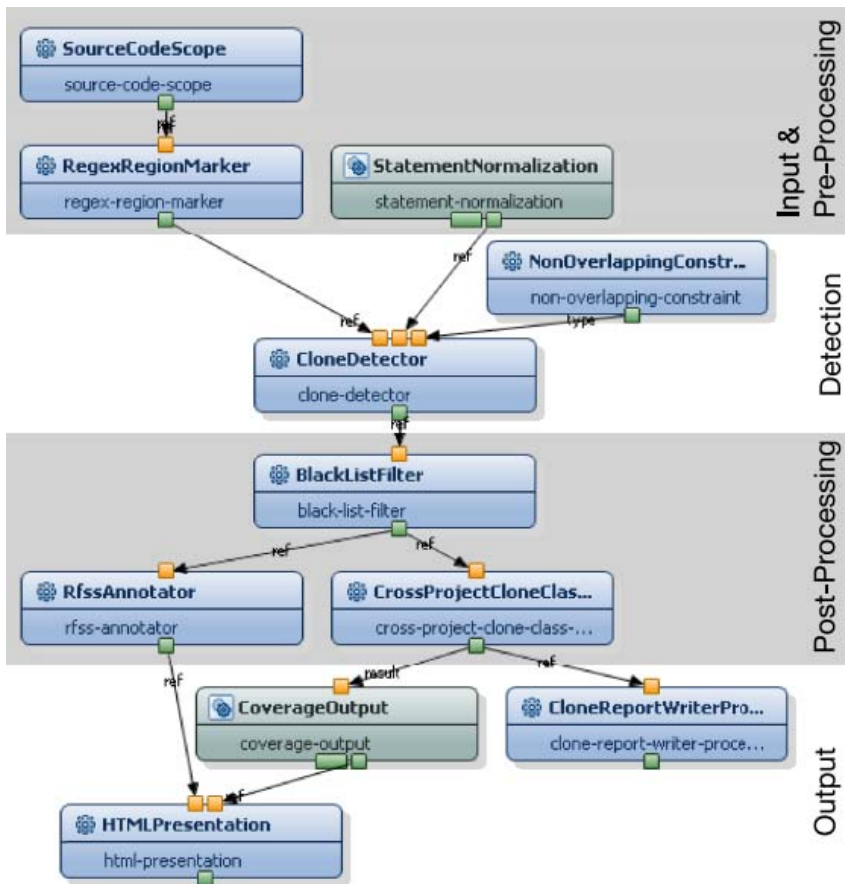 SourceCodeScope
source-code-scope
ref
RegexRegionMarker
regex-region-marker
StatementNormalization
statement-normalization
Input &
Pre-Processing
ref
NonOverlappingConstr...
non-overlapping-constraint
ref
type
CloneDetector
clone-detector
Detection
ref
BlackListFilter
black-list-filter
ref
ref
RfssAnnotator
rfss-annotator
CrossProjectCloneClas...
cross-project-clone-class-...
Post-Processing
ref
result
ref
CoverageOutput
coverage-output
CloneReportWriterPro...
clone-report-writer-proce...
ref
HTMLPresentation
html-presentation
Output